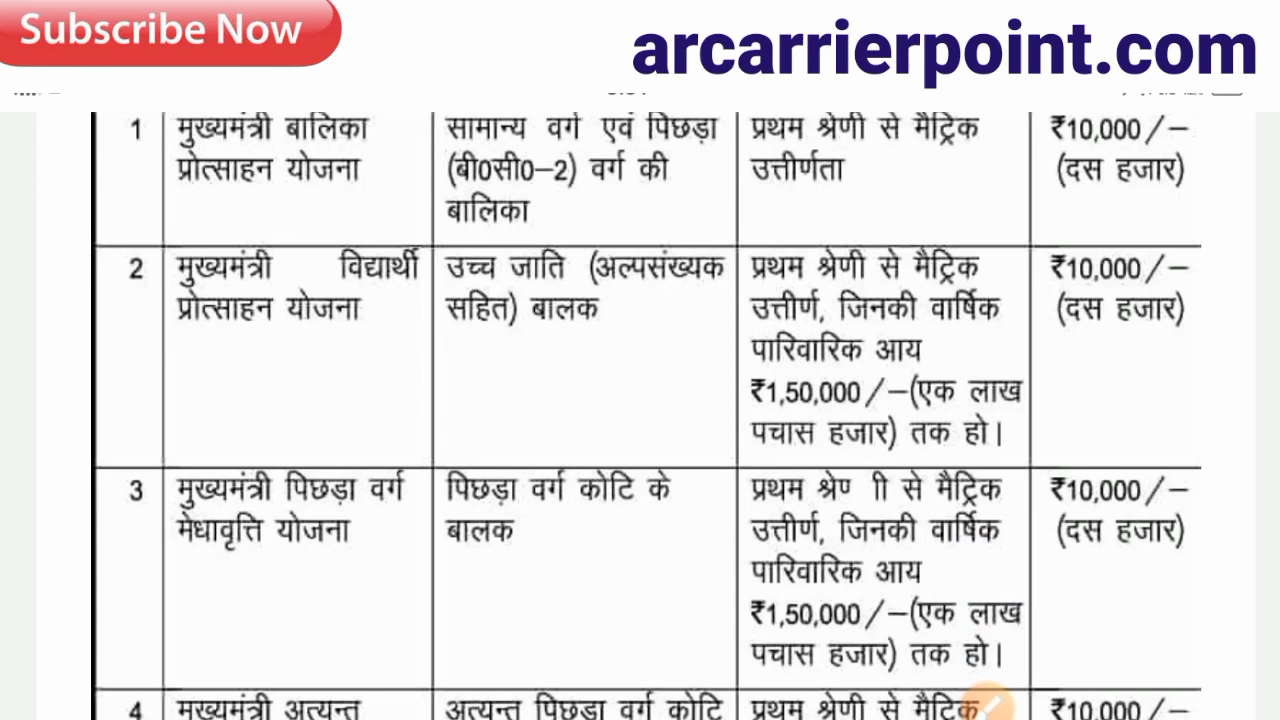 Subscribe Now
arcarrierpoint.com
1 मुख्यमंत्री बालिका सामान्य वर्ग एवं पिछड़ा प्रथम श्रेणी से मैट्रिक ₹10,000/–
प्रोत्साहन योजना (बी0सी0–2) वर्ग की उत्तीर्णता (दस हजार)
बालिका
2 मुख्यमंत्री विद्यार्थी उच्च जाति (अल्पसंख्यक प्रथम श्रेणी से मैट्रिक ₹10,000/–
प्रोत्साहन योजना सहित) बालक उत्तीर्ण, जिनकी वार्षिक (दस हजार)
पारिवारिक आय
₹1,50,000/–(एक लाख
पचास हजार) तक हो।
3 मुख्यमंत्री पिछड़ा वर्ग पिछड़ा वर्ग कोटि के प्रथम श्रेण ी से मैट्रिक ₹10,000/–
मेधावृत्ति योजना बालक उत्तीर्ण, जिनकी वार्षिक (दस हजार)
पारिवारिक आय
₹1,50,000/–(एक लाख
पचास हजार) तक हो।
4 मुख्यमंत्री अत्यन्त अत्यन्त पिछड़ा वर्ग कोटि प्रथम श्रेणी से मैट्रिक ₹10,000/–